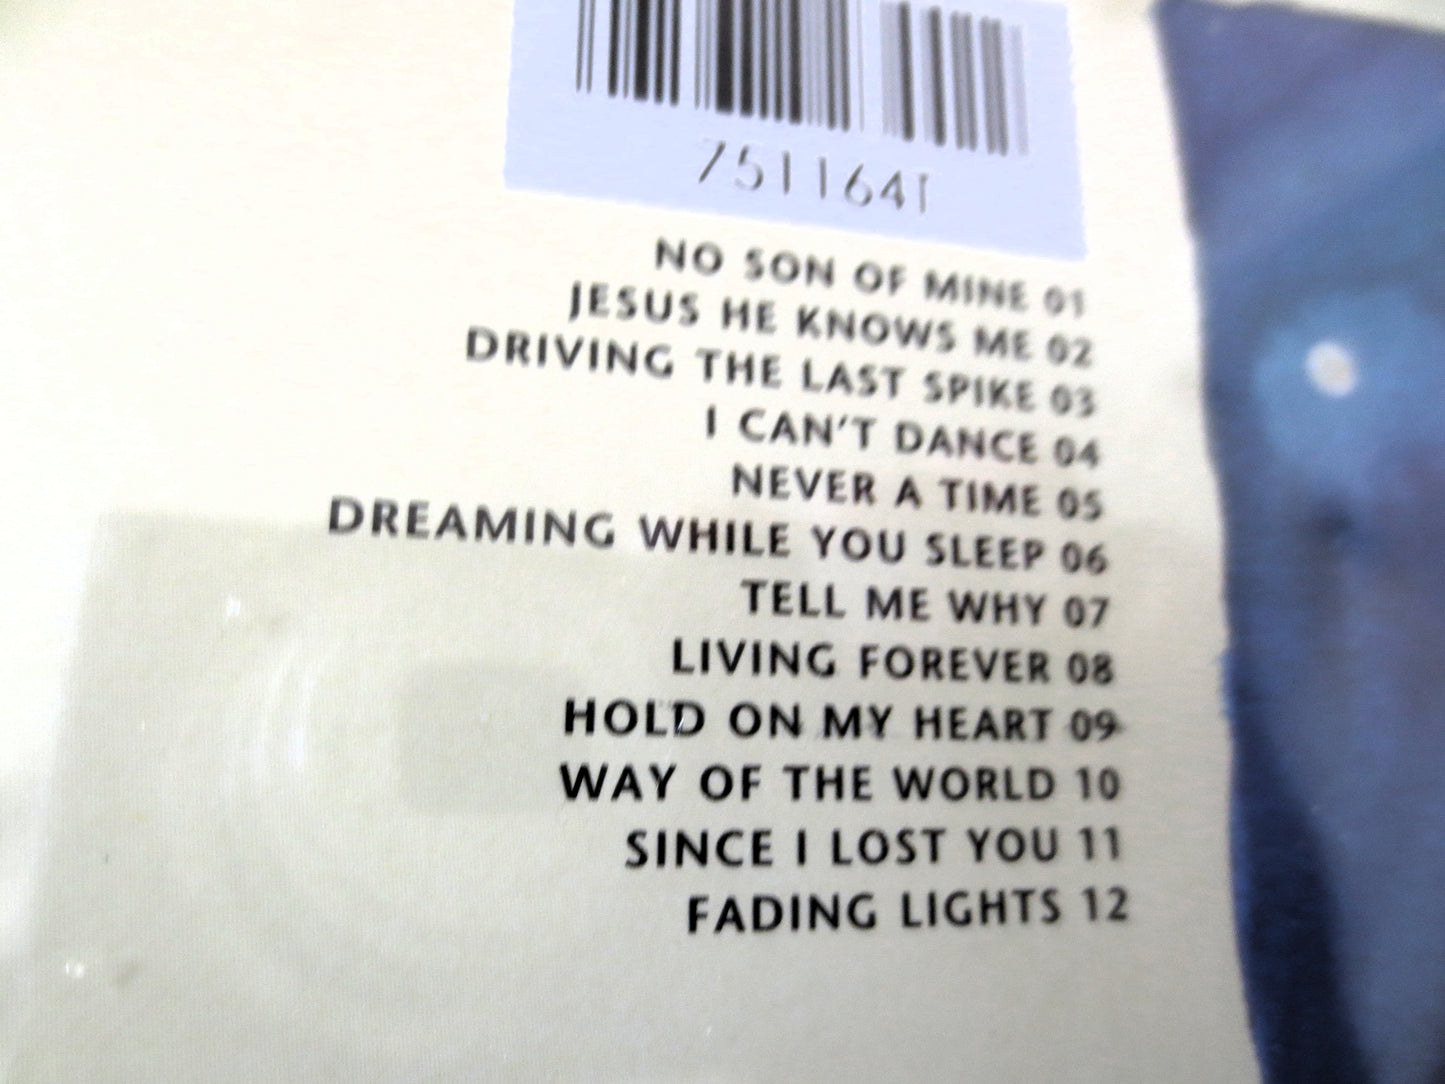 7511641
NO SON OF MINE 01
JESUS HE KNOWS ME 02
DRIVING THE LAST SPIKE 03
I CAN'T DANCE 04
NEVER A TIME 05
DREAMING WHILE YOU SLEEP 06
TELL ME WHY 07
LIVING FOREVER 08
HOLD ON MY HEART 09
WAY OF THE WORLD 10
SINCE I LOST YOU 11
FADING LIGHTS 12